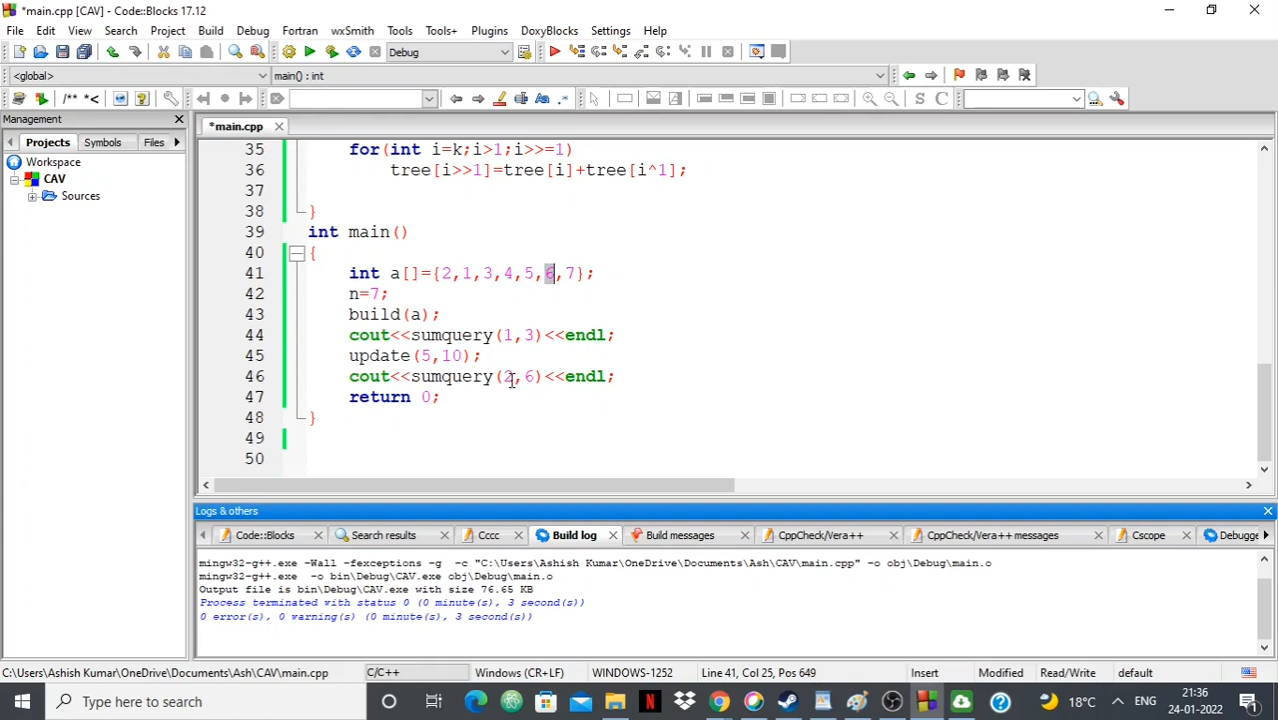 *main.cpp [CAV] - Code::Blocks 17.12
File Edit View Search Project Build Debug Fortran wxSmith Tools Tools+ Plugins DoxyBlocks Settings Help
Debug
<global> main() : int
/** *< S C
Management
Projects Symbols Files
Workspace
CAV
Sources
*main.cpp
35 for(int i=k;i>1;i>>=1)
36 tree[i>>1]=tree[i]+tree[i^1];
37
38 }
39 int main()
40 {
41 int a[]={2,1,3,4,5,6,7};
42 n=7;
43 build(a);
44 cout<<sumquery(1,3)<<endl;
45 update(5,10);
46 cout<<sumquery(2,6)<<endl;
47 return 0;
48 }
49
50
Logs & others
Code::Blocks Search results Cccc Build log Build messages CppCheck/Vera++ CppCheck/Vera++ messages Cscope Debugge
mingw32-g++.exe -Wall -fexceptions -g -c "C:\Users\Ashish Kumar\OneDrive\Documents\Ash\CAV\main.cpp" -o obj\Debug\main.o
mingw32-g++.exe -o bin\Debug\CAV.exe obj\Debug\main.o
Output file is bin\Debug\CAV.exe with size 76.65 KB
Process terminated with status 0 (0 minute(s), 3 second(s))
0 error(s), 0 warning(s) (0 minute(s), 3 second(s))
C:\Users\Ashish Kumar\OneDrive\Documents\Ash\CAV\main.cpp C/C++ Windows (CR+LF) WINDOWS-1252 Line 41, Col 25, Pos 649 Insert Modified Read/Write default
Type here to search
18°C ENG 21:36 24-01-2022 1